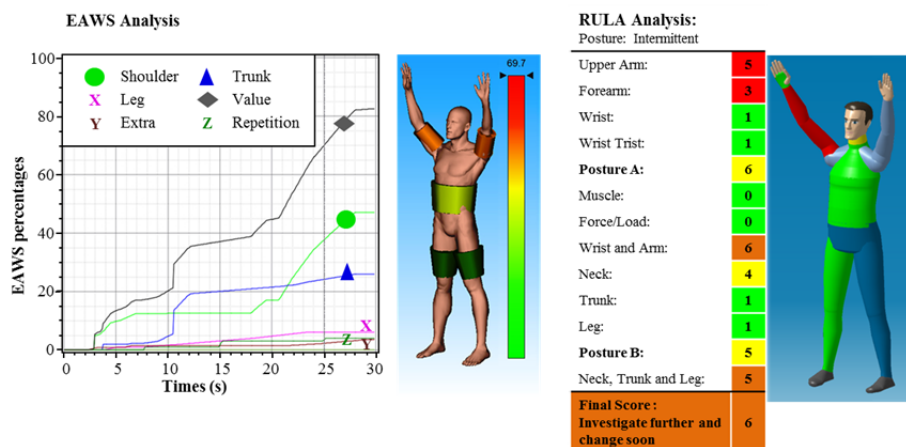 EAWS Analysis
EAWS percentages
100
80
60
40
20
0
Shoulder
Trunk
X Leg
Value
Y Extra
Z Repetition
X
Z
Y
0 5 10 15 20 25 30
Times (s)
69.7
RULA Analysis:
Posture: Intermittent
Upper Arm: 5
Forearm: 3
Wrist: 1
Wrist Trist: 1
Posture A: 6
Muscle: 0
Force/Load: 0
Wrist and Arm: 6
Neck: 4
Trunk: 1
Leg: 1
Posture B: 5
Neck, Trunk and Leg: 5
Final Score :
Investigate further and 6
change soon